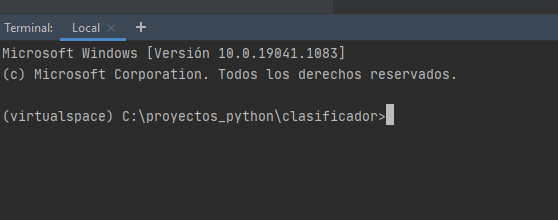 Terminal: Local × +
Microsoft Windows [Versión 10.0.19041.1083]
(c) Microsoft Corporation. Todos los derechos reservados.
(virtualspace) C:\proyectos_python\clasificador>